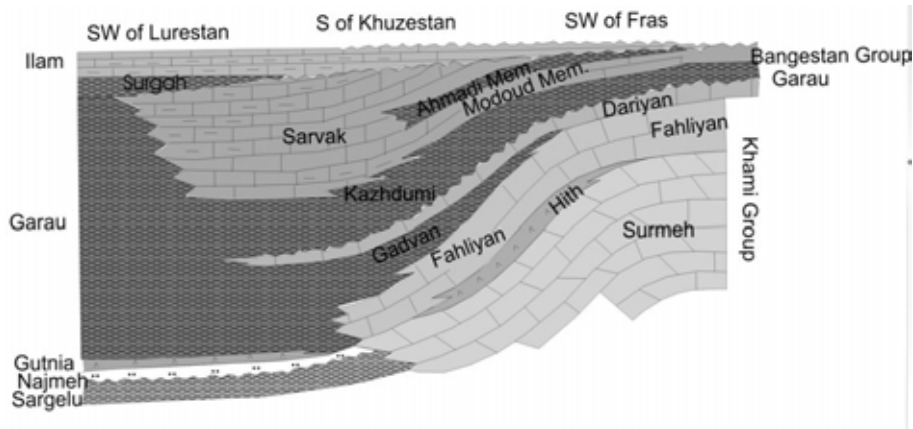 SW of Lurestan
S of Khuzestan
SW of Fras
Ilam
Bangestan Group
Surgah
Garau
Ahmadi Mem.
Modoud Mem.
Dariyan
Sarvak
Fahliyan
Kazhdumi
Khami Group
Hith
Garau
Gadvan
Fahliyan
Surmeh
Gutnia
Najmeh
Sargelu